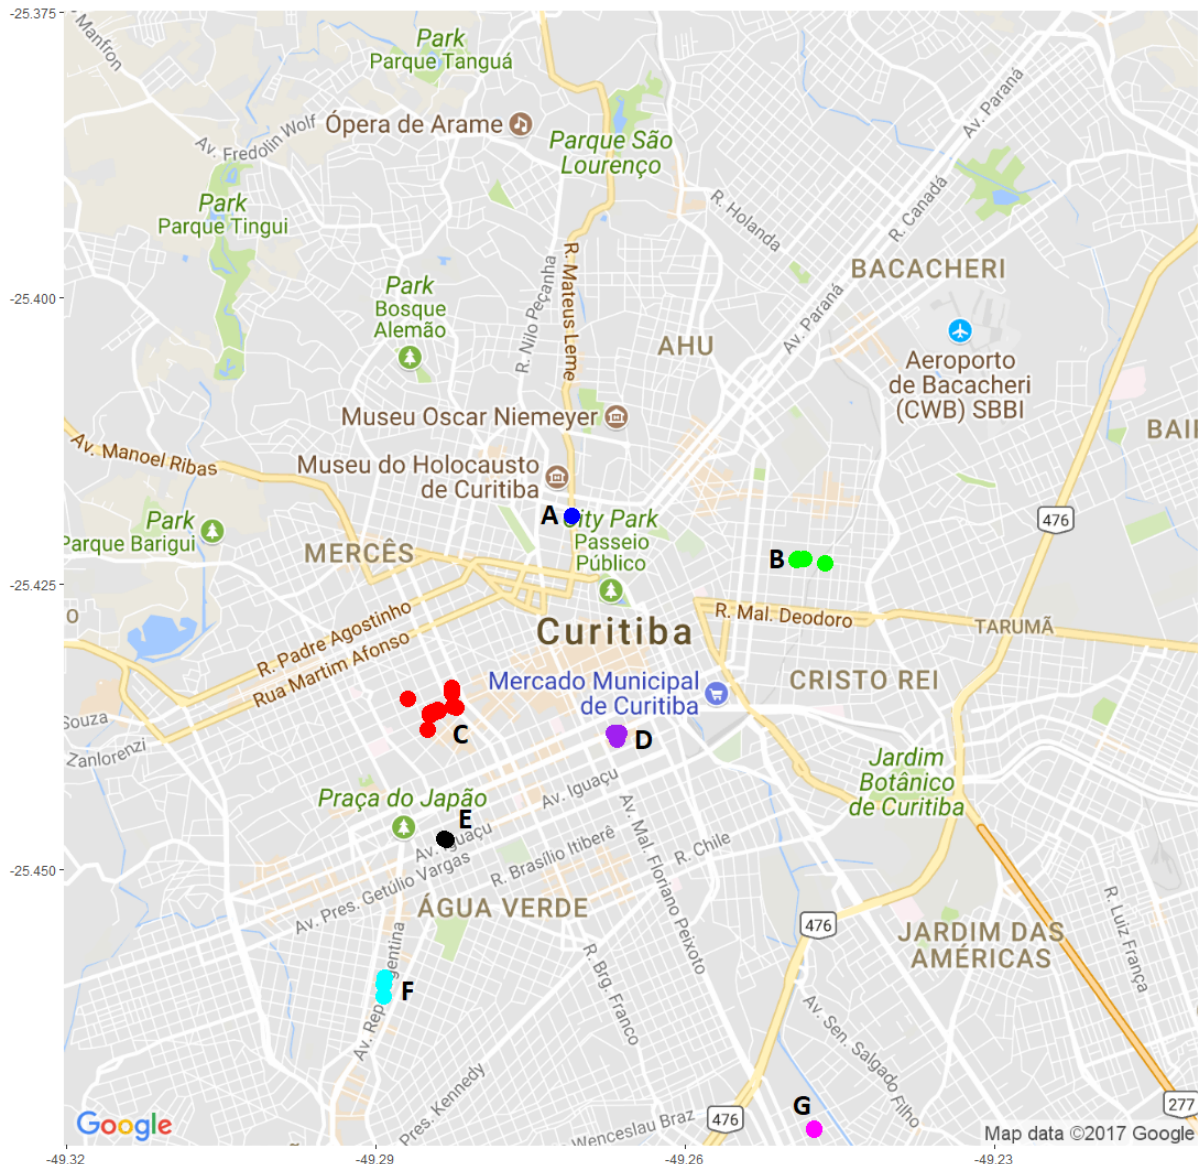 -25.375
Manfron
Park
Parque Tanguá
Av. Paraná
Av. Fredolin Wolf
Ópera de Arame
Parque São
Lourenço
Park
Parque Tingui
R. Holanda
R. Canadá
BACACHERI
Park
Bosque
Alemão
R. Nilo Peçanha
R. Mateus Leme
-25.400
Av. Paraná
AHU
Aeroporto
de Bacacheri
(CWB) SBBI
Museu Oscar Niemeyer
BAII
Av. Manoel Ribas
Museu do Holocausto
de Curitiba
A
City Park
Passeio
Público
476
Park
Parque Barigui
MERCÊS
B
-25.425
R. Mal. Deodoro
O
R. Padre Agostinho
Rua Martim Afonso
Curitiba
TARUMÃ
Mercado Municipal
de Curitiba
CRISTO REI
Souza
Zanlorenzi
C
D
Jardim
Botânico
de Curitiba
Praça do Japão
Av. Iguaçu
E
Av. Iguaçu
Av. Mal. Floriano Peixoto
R. Brasílio Itiberê
R. Chile
-25.450
Av. Pres. Getúlio Vargas
ÁGUA VERDE
R. Luiz França
476
JARDIM DAS
AMÉRICAS
Av. Rep. Argentina
F
R. Brg. Franco
Av. Sen. Salgado Filho
Pres. Kennedy
G
277
Google
476
Wenceslau Braz
Map data ©2017 Google
-49.32
-49.29
-49.26
-49.23